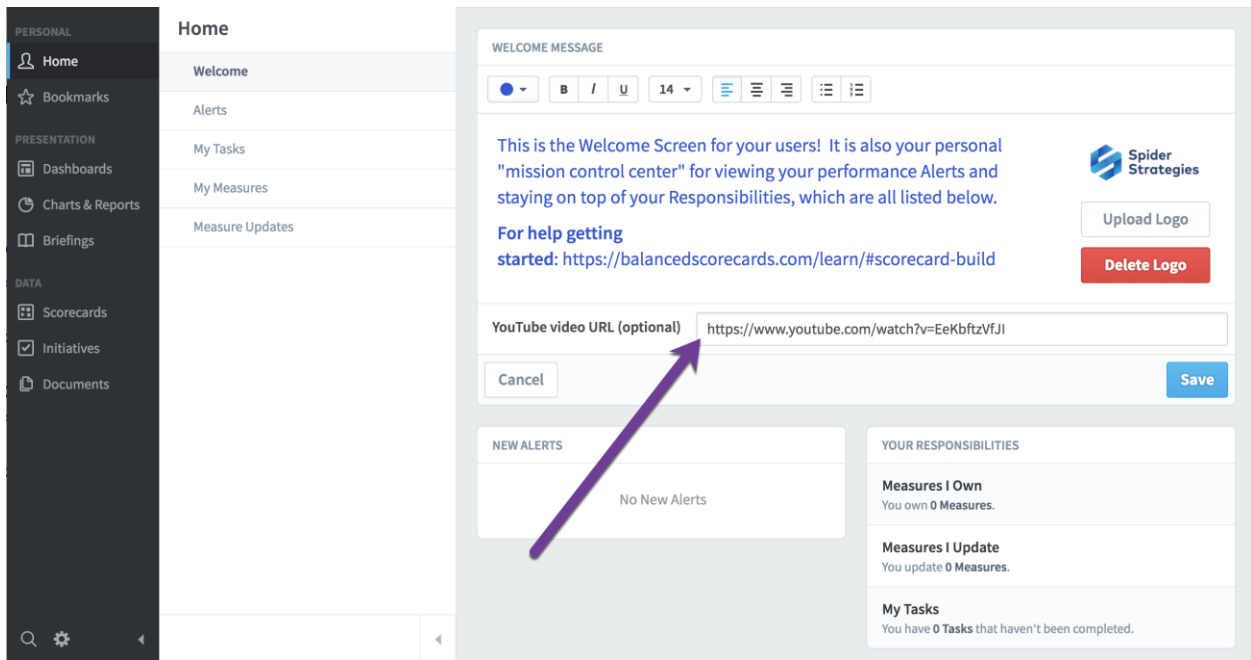 PERSONAL
Home
Bookmarks
PRESENTATION
Dashboards
Charts & Reports
Briefings
DATA
Scorecards
Initiatives
Documents
Home
Welcome
Alerts
My Tasks
My Measures
Measure Updates
WELCOME MESSAGE
B I U 14
This is the Welcome Screen for your users! It is also your personal
"mission control center" for viewing your performance Alerts and
staying on top of your Responsibilities, which are all listed below.
For help getting
started: https://balancedscorecards.com/learn/#scorecard-build
Spider
Strategies
Upload Logo
Delete Logo
YouTube video URL (optional) https://www.youtube.com/watch?v=EeKbftzVfJI
Cancel Save
NEW ALERTS
No New Alerts
YOUR RESPONSIBILITIES
Measures I Own
You own 0 Measures.
Measures I Update
You update 0 Measures.
My Tasks
You have 0 Tasks that haven't been completed.